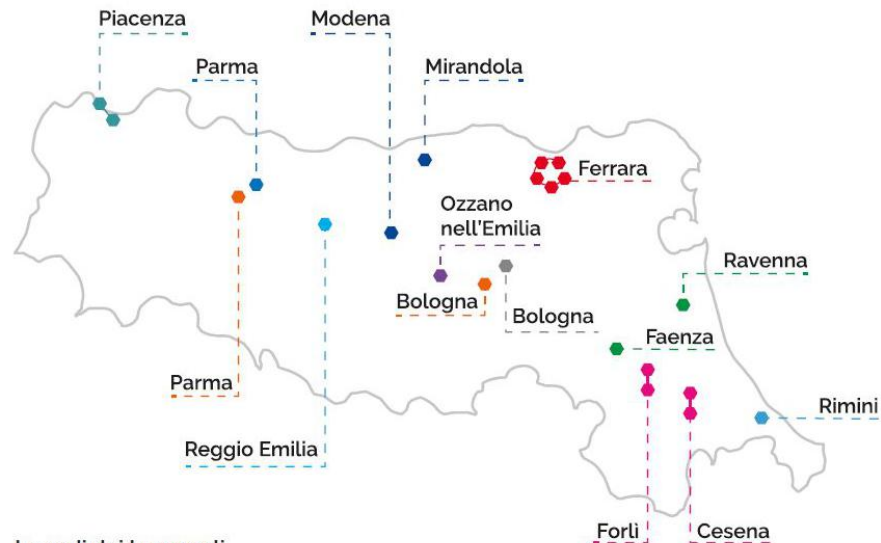 Piacenza
Modena
Parma
Mirandola
Ferrara
Ozzano
nell'Emilia
Ravenna
Bologna
Bologna
Faenza
Parma
Rimini
Reggio Emilia
Forlì
Cesena